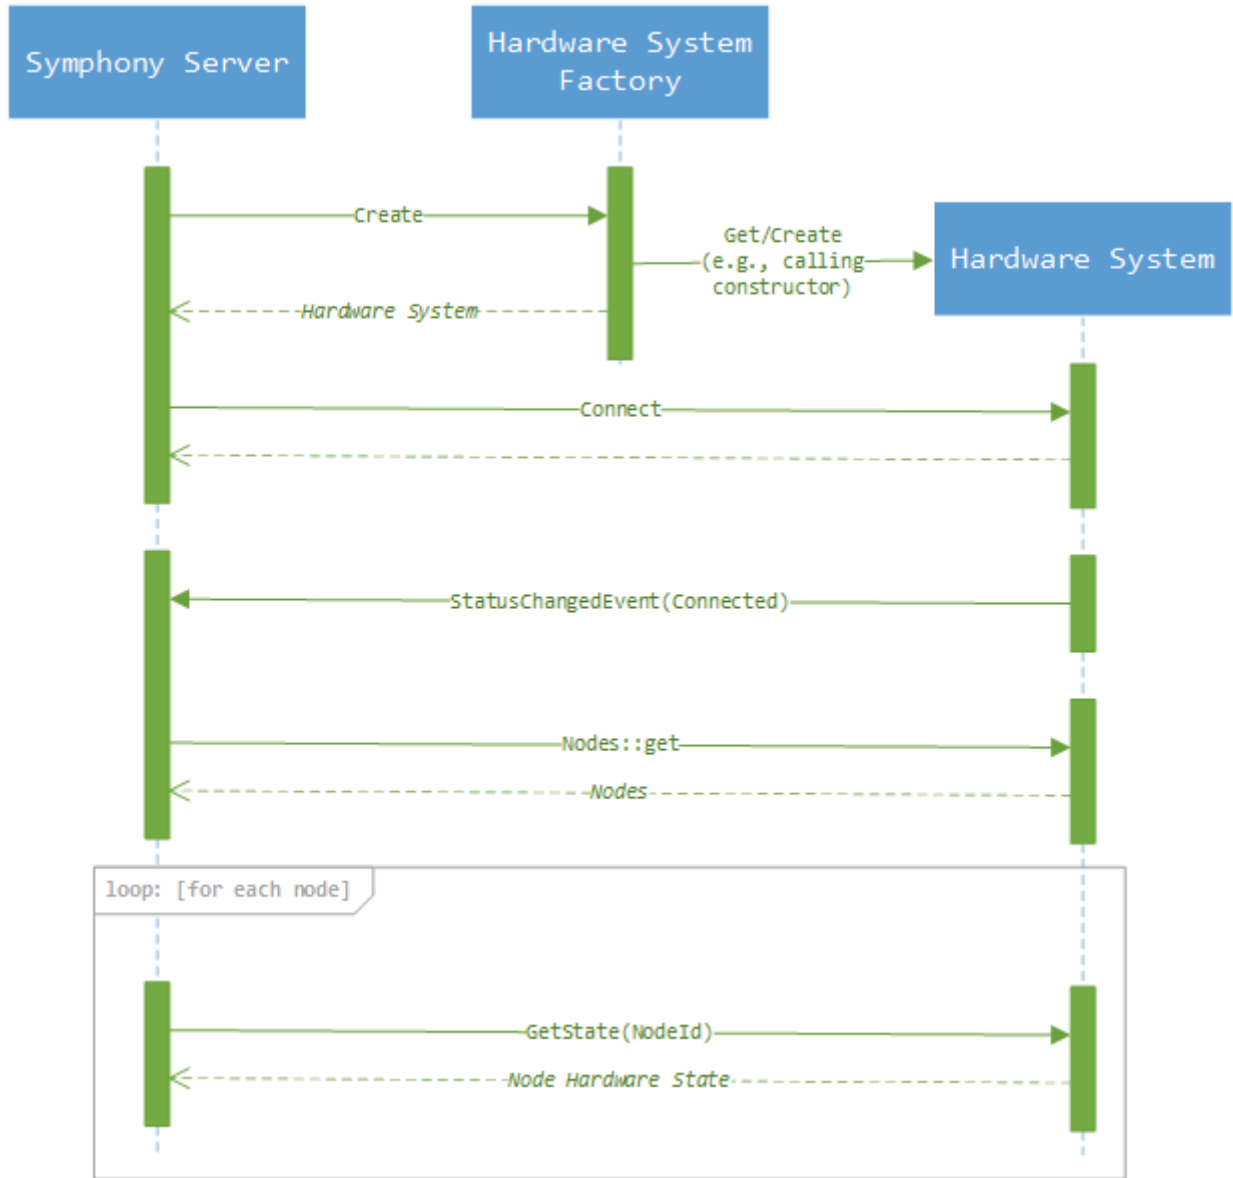 Symphony Server
Hardware System
Factory
Create
Get/Create
(e.g., calling
constructor)
Hardware System
Hardware System
Connect
StatusChangedEvent(Connected)
Nodes::get
Nodes
loop: [for each node]
GetState(NodeId)
Node Hardware State